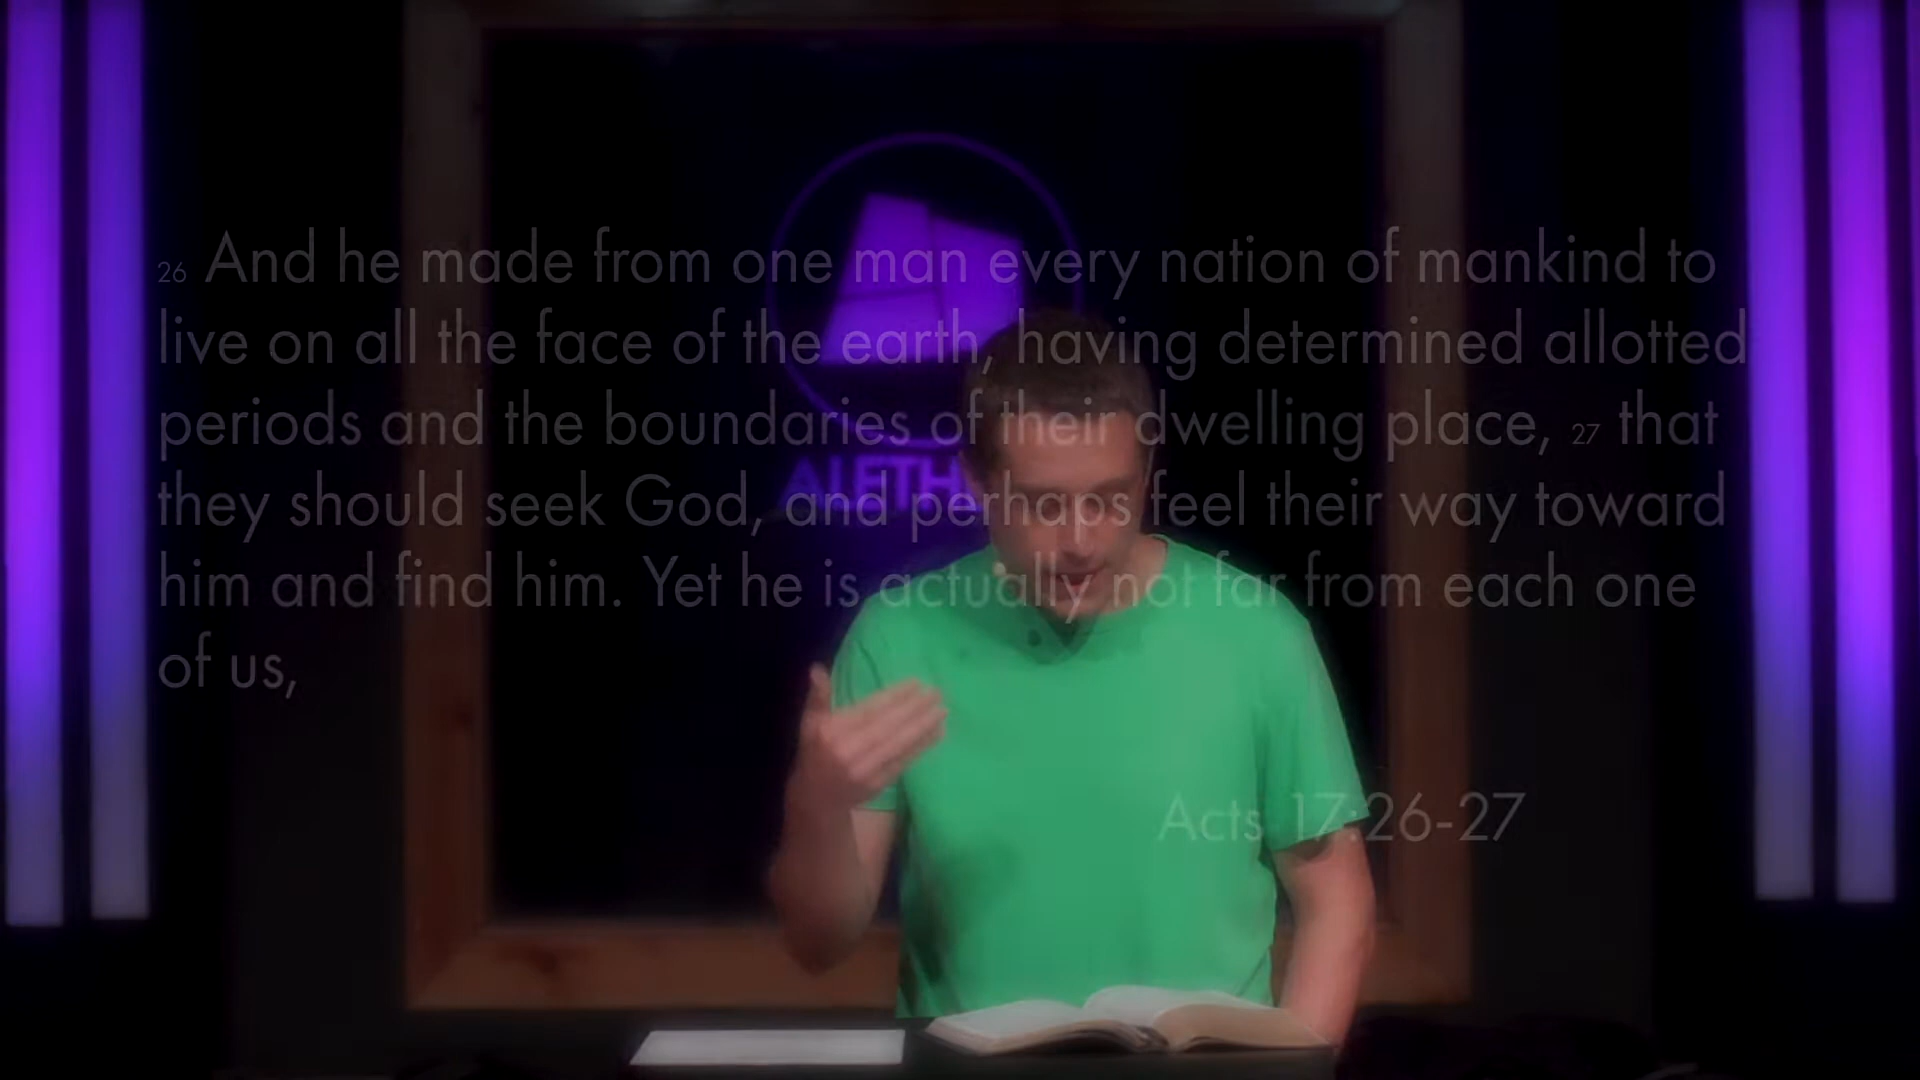 26 And he made from one man every nation of mankind to
live on all the face of the earth, having determined allotted
periods and the boundaries of their dwelling place, 27 that
they should seek God, and perhaps feel their way toward
him and find him. Yet he is actually not far from each one
of us,
Acts 17:26-27